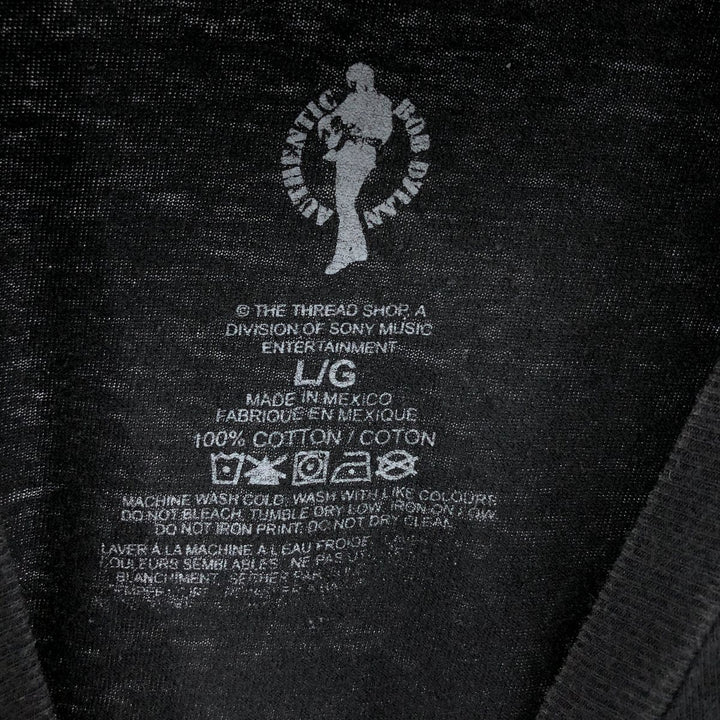 AUTHENTIC BOB DYLAN
© THE THREAD SHOP, A
DIVISION OF SONY MUSIC
ENTERTAINMENT
L/G
MADE IN MEXICO
FABRIQUE EN MEXIQUE
100% COTTON / COTON
MACHINE WASH COLD. WASH WITH LIKE COLOURS
DO NOT BLEACH, TUMBLE DRY LOW, IRON ON LOW
DO NOT IRON PRINT. DO NOT DRY CLEAN
LAVER À LA MACHINE À L'EAU FROIDE.
COULEURS SEMBLABLES. NE PAS
BLANCHIMENT.